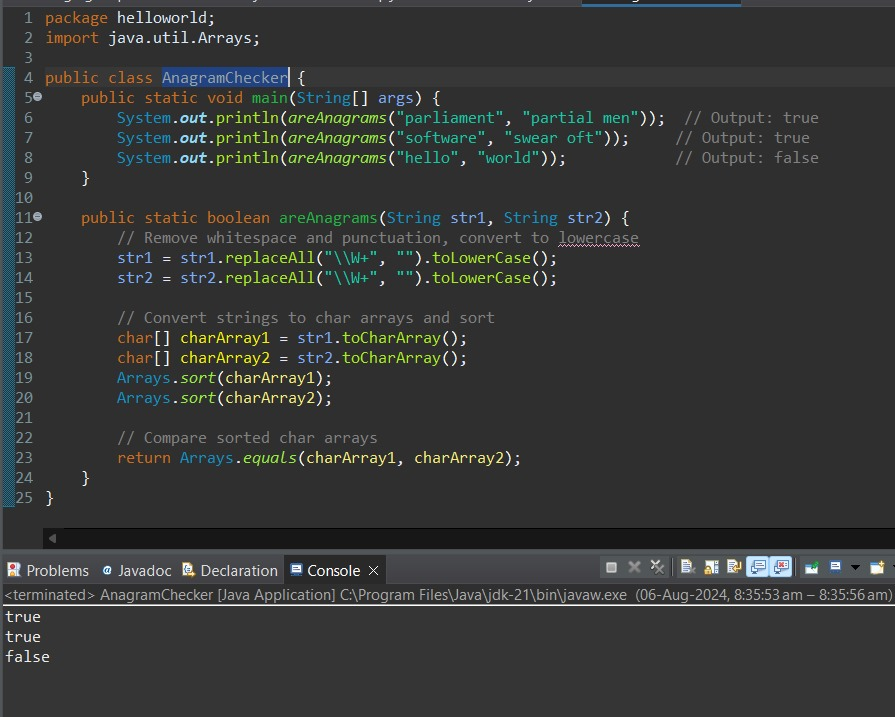 1 package helloworld;
2 import java.util.Arrays;
3
4 public class AnagramChecker {
5 public static void main(String[] args) {
6 System.out.println(areAnagrams("parliament", "partial men")); // Output: true
7 System.out.println(areAnagrams("software", "swear oft")); // Output: true
8 System.out.println(areAnagrams("hello", "world")); // Output: false
9 }
10
11 public static boolean areAnagrams(String str1, String str2) {
12 // Remove whitespace and punctuation, convert to lowercase
13 str1 = str1.replaceAll("\\W+", "").toLowerCase();
14 str2 = str2.replaceAll("\\W+", "").toLowerCase();
15
16 // Convert strings to char arrays and sort
17 char[] charArray1 = str1.toCharArray();
18 char[] charArray2 = str2.toCharArray();
19 Arrays.sort(charArray1);
20 Arrays.sort(charArray2);
21
22 // Compare sorted char arrays
23 return Arrays.equals(charArray1, charArray2);
24 }
25 }
Problems @ Javadoc Declaration Console
<terminated> AnagramChecker [Java Application] C:\Program Files\Java\jdk-21\bin\javaw.exe (06-Aug-2024, 8:35:53 am – 8:35:56 am)
true
true
false